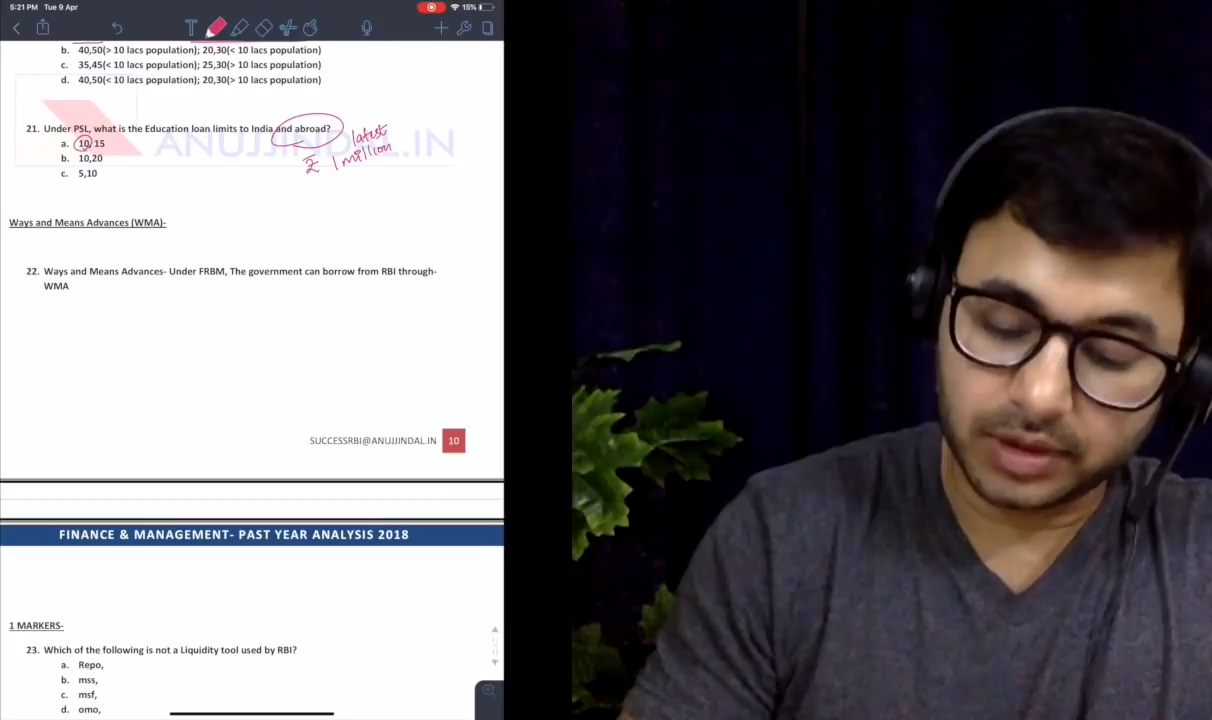 5:21 PM Tue 9 Apr
15%
T
b. 40,50(> 10 lacs population); 20,30(< 10 lacs population)
c. 35,45(< 10 lacs population); 25,30(> 10 lacs population)
d. 40,50(< 10 lacs population); 20,30(> 10 lacs population)
21. Under PSL, what is the Education loan limits to India and abroad?
latest
a. 10, 15
ANUJJINDAL.IN
₹ 1 million
b. 10,20
c. 5,10
Ways and Means Advances (WMA)-
22. Ways and Means Advances- Under FRBM, The government can borrow from RBI through-
WMA
SUCCESSRBI@ANUJJINDAL.IN 10
FINANCE & MANAGEMENT- PAST YEAR ANALYSIS 2018
1 MARKERS-
23. Which of the following is not a Liquidity tool used by RBI?
a. Repo,
b. mss,
c. msf,
d. omo,